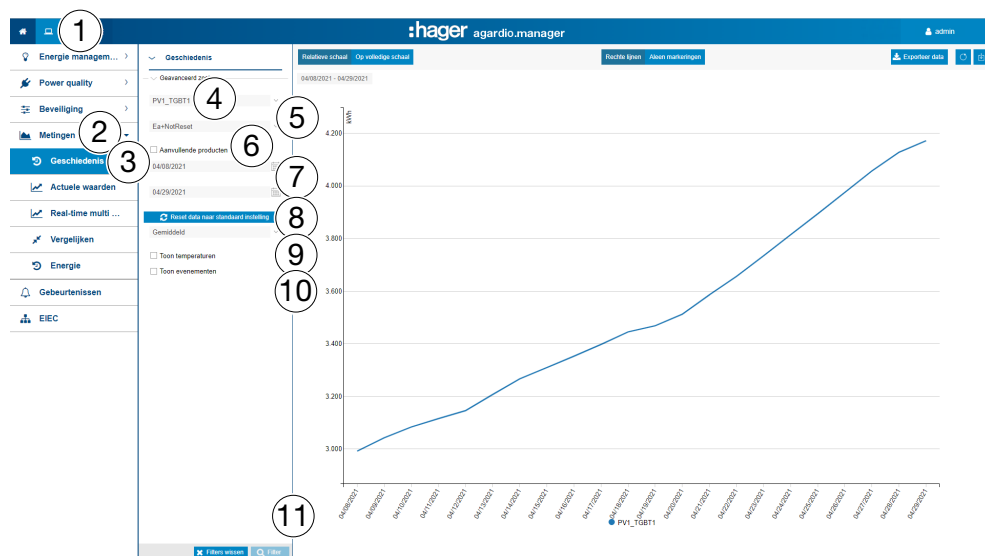 1
:hager agardio.manager
admin
Energie managem...
Power quality
Beveiliging
Metingen
2
Geschiedenis
3
Actuele waarden
Real-time multi ...
Vergelijken
Energie
Gebeurtenissen
EIEC
Geschiedenis
Geavanceerd
PV1_TGBT1
4
5
Ea+NotReset
6
Aanvullende producten
04/08/2021
7
04/29/2021
Reset data naar standaard instelling
8
Gemiddeld
9
Toon temperaturen
Toon evenementen
10
11
Filters wissen
Filter
Relatieve schaal Op volledige schaal
Rechte lijnen Alleen markeringen
Exporteer data
04/08/2021 - 04/29/2021
kWh
4.200
4.000
3.800
3.600
3.400
3.200
3.000
04/08/2021 04/09/2021 04/10/2021 04/11/2021 04/12/2021 04/13/2021 04/14/2021 04/15/2021 04/16/2021 04/17/2021 04/18/2021 04/19/2021 04/20/2021 04/21/2021 04/22/2021 04/23/2021 04/24/2021 04/25/2021 04/26/2021 04/27/2021 04/28/2021 04/29/2021
PV1_TGBT1